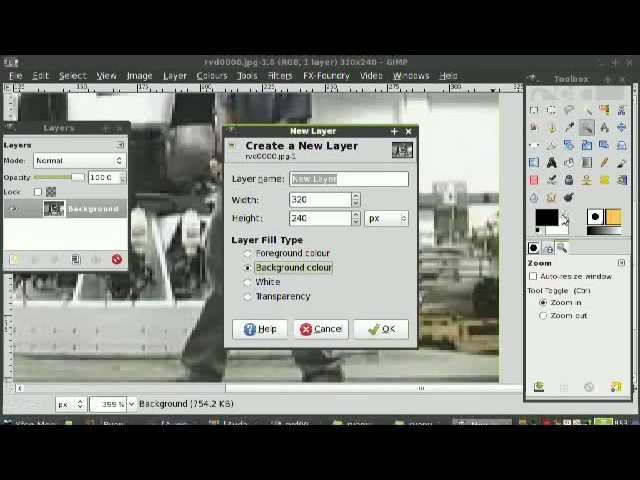 rvd0000.jpg-1.0 (RGB, 1 layer) 320x240 – GIMP
File Edit Select View Image Layer Colours Tools Filters FX-Foundry Video Windows Help
Toolbox
Layers
Layers
Mode: Normal
Opacity 100.0
Lock:
Background
New Layer
Create a New Layer
rvd0000.jpg-1
Layer name: New Layer
Width: 320
Height: 240 px
Layer Fill Type
Foreground colour
Background colour
White
Transparency
Help Cancel OK
Zoom
Auto-resize window
Tool Toggle (Ctrl)
Zoom in
Zoom out
px 399 % Background (754.2 KB)